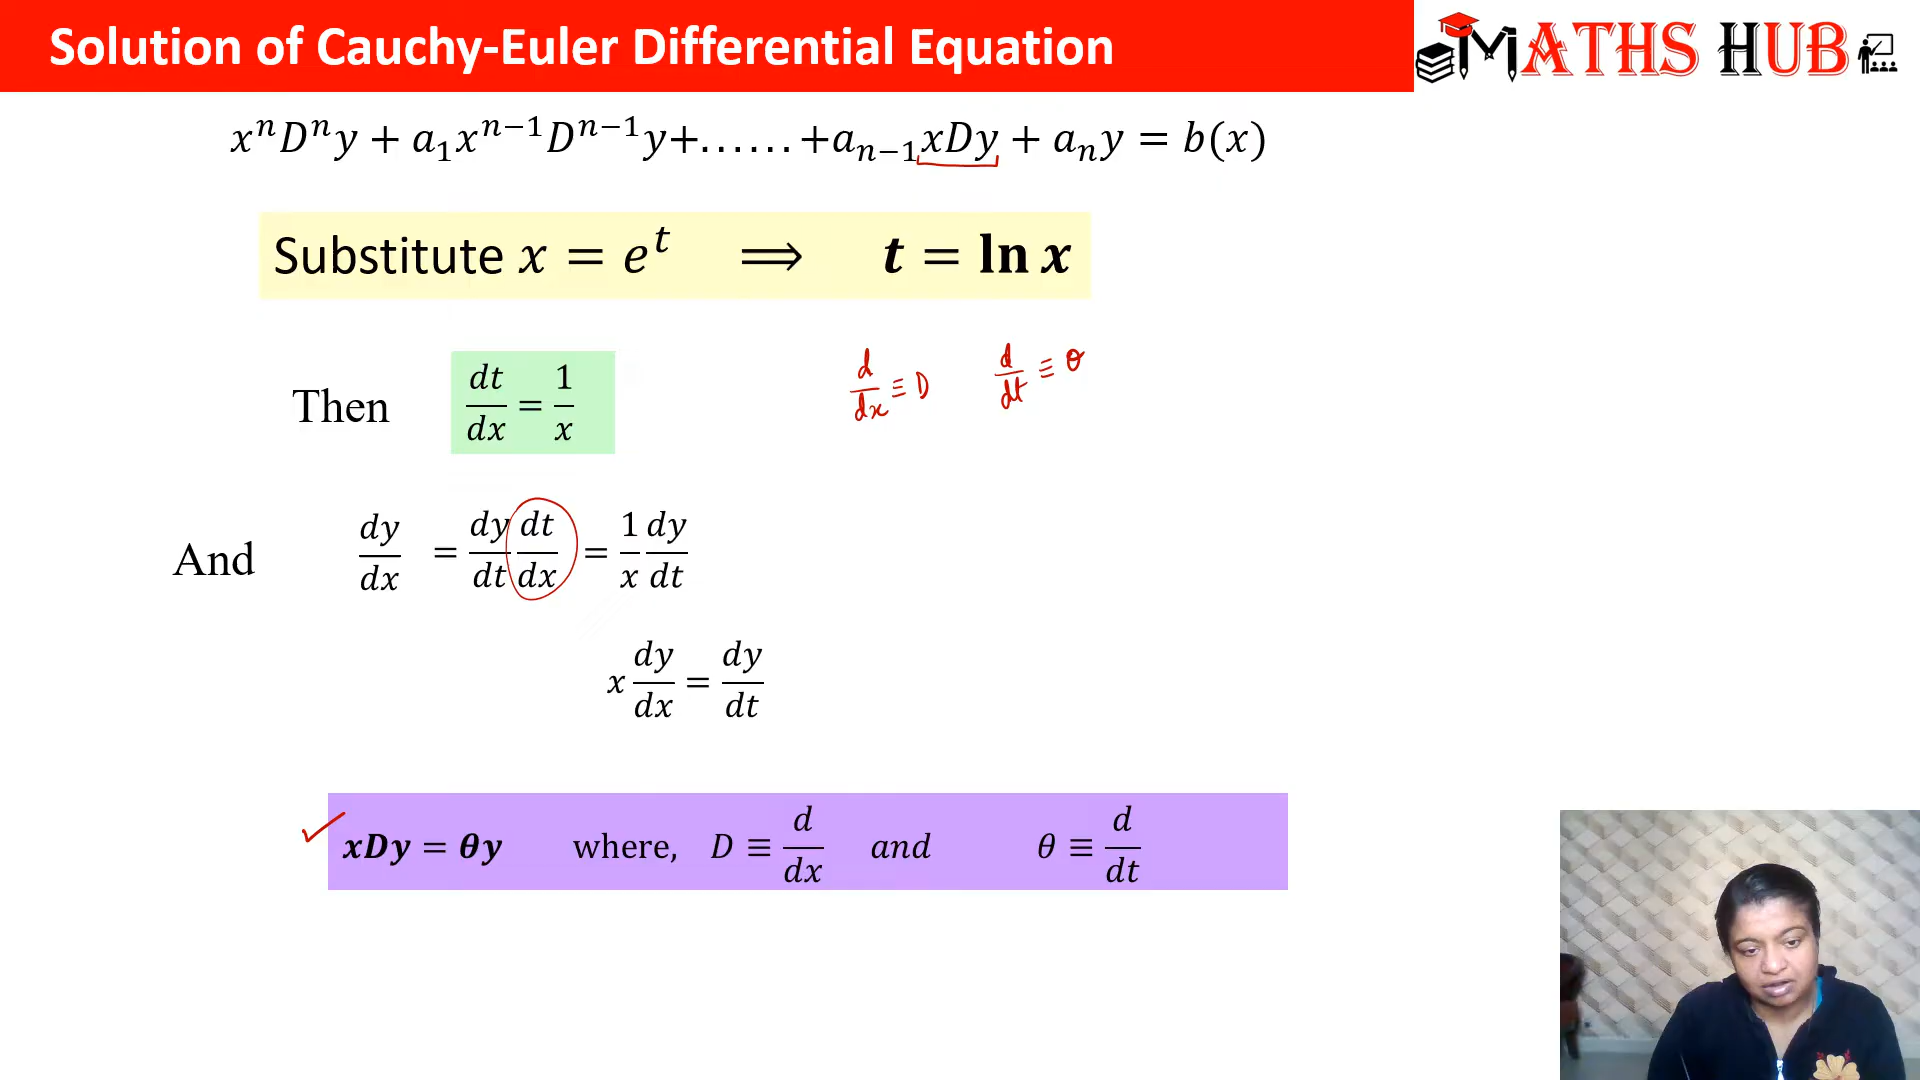 Solution of Cauchy-Euler Differential Equation
MATHS HUB
xⁿDⁿy + a₁xⁿ⁻¹Dⁿ⁻¹y+......+aₙ₋₁xDy + aₙy = b(x)
Substitute x = eᵗ ⟹ t = ln x
Then dt/dx = 1/x
d/dx ≡ D d/dt ≡ θ
And dy/dx = dy/dt dt/dx = 1/x dy/dt
x dy/dx = dy/dt
xDy = θy where, D ≡ d/dx and θ ≡ d/dt